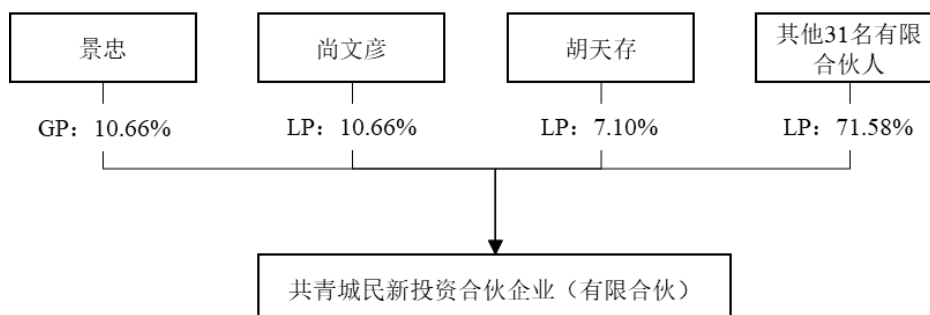 景忠
尚文彦
胡天存
其他31名有限
合伙人
GP：10.66%
LP：10.66%
LP：7.10%
LP：71.58%
共青城民新投资合伙企业（有限合伙）